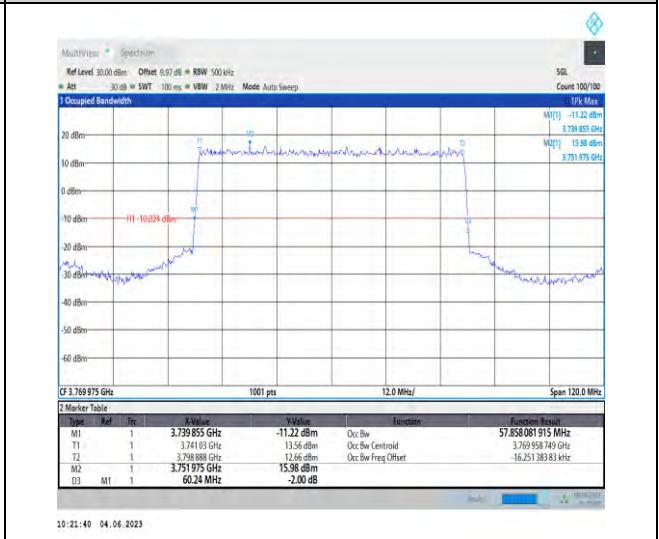 MultiView Spectrum
Ref Level 30.00 dBm Offset 9.97 dB RBW 500 kHz SGL
Att 30 dB SWT 100 ms VBW 2 MHz Mode Auto Sweep Count 100/100
1 Occupied Bandwidth 1Pk Max
M1[1] -11.22 dBm
3.739 855 GHz
M2[1] 15.98 dBm
3.751 975 GHz
20 dBm
T1
M2
T2
10 dBm
0 dBm
M1
-10 dBm
H1 -10.024 dBm
D3
-20 dBm
-30 dBm
-40 dBm
-50 dBm
-60 dBm
CF 3.769 975 GHz 1001 pts 12.0 MHz/ Span 120.0 MHz
2 Marker Table
Type Ref Trc X-Value Y-Value Function Function Result
M1 1 3.739 855 GHz -11.22 dBm Occ Bw 57.858 081 915 MHz
T1 1 3.741 03 GHz 13.56 dBm Occ Bw Centroid 3.769 958 749 GHz
T2 1 3.798 888 GHz 12.66 dBm Occ Bw Freq Offset -16.251 383 83 kHz
M2 1 3.751 975 GHz 15.98 dBm
D3 M1 1 60.24 MHz -2.00 dB
10:21:40 04.06.2023